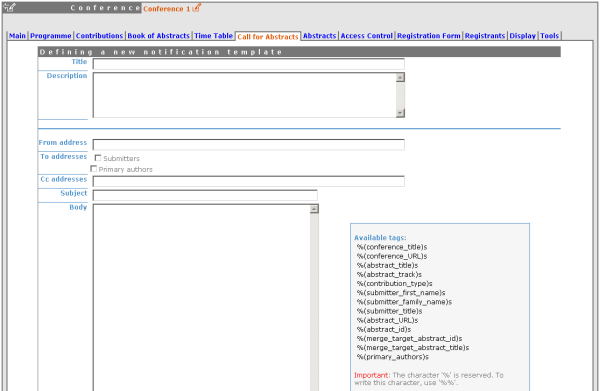 Conference Conference 1
Main Programme Contributions Book of Abstracts Time Table Call for Abstracts Abstracts Access Control Registration Form Registrants Display Tools
Defining a new notification template
Title
Description
From address
To addresses Submitters
Primary authors
Cc addresses
Subject
Body
Available tags:
%(conference_title)s
%(conference_URL)s
%(abstract_title)s
%(abstract_track)s
%(contribution_type)s
%(submitter_first_name)s
%(submitter_family_name)s
%(submitter_title)s
%(abstract_URL)s
%(abstract_id)s
%(merge_target_abstract_id)s
%(merge_target_abstract_title)s
%(primary_authors)s
Important: The character '%' is reserved. To
write this character, use '%%'.